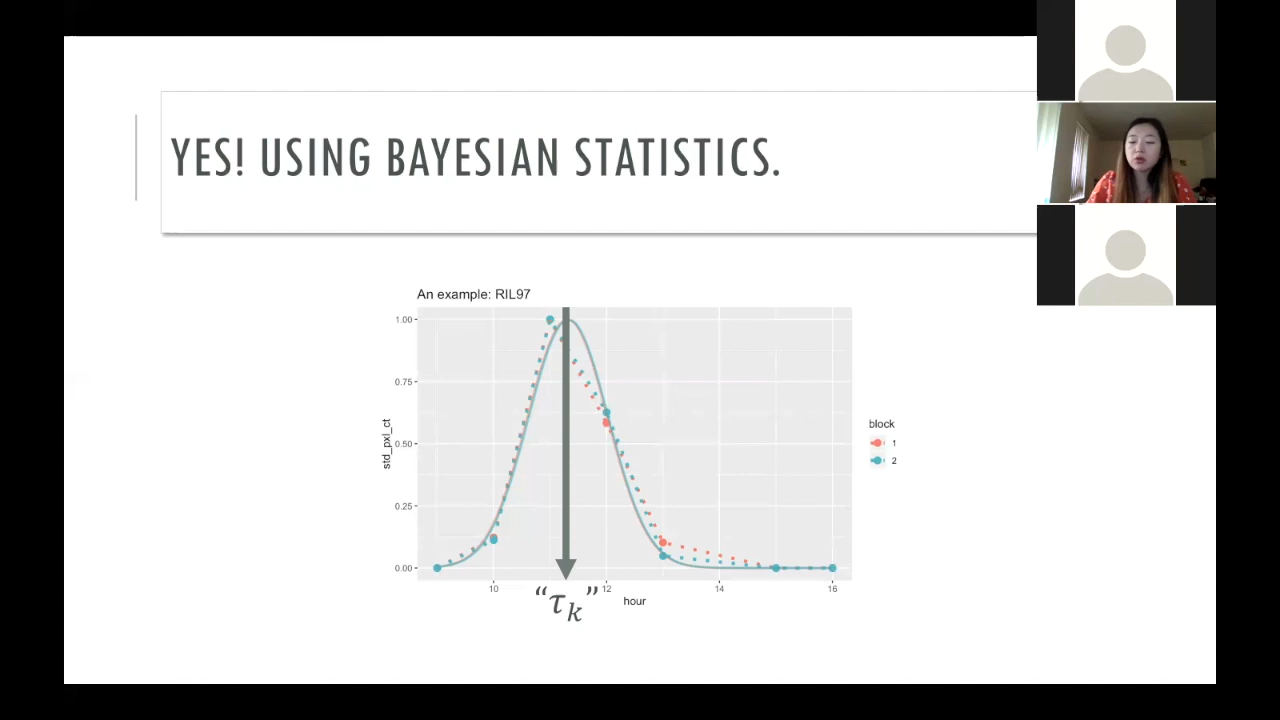 YES! USING BAYESIAN STATISTICS.
An example: RIL97
1.00
0.75
0.50
0.25
0.00
std_pxl_ct
10
12
14
16
hour
“τₖ”
block
1
2